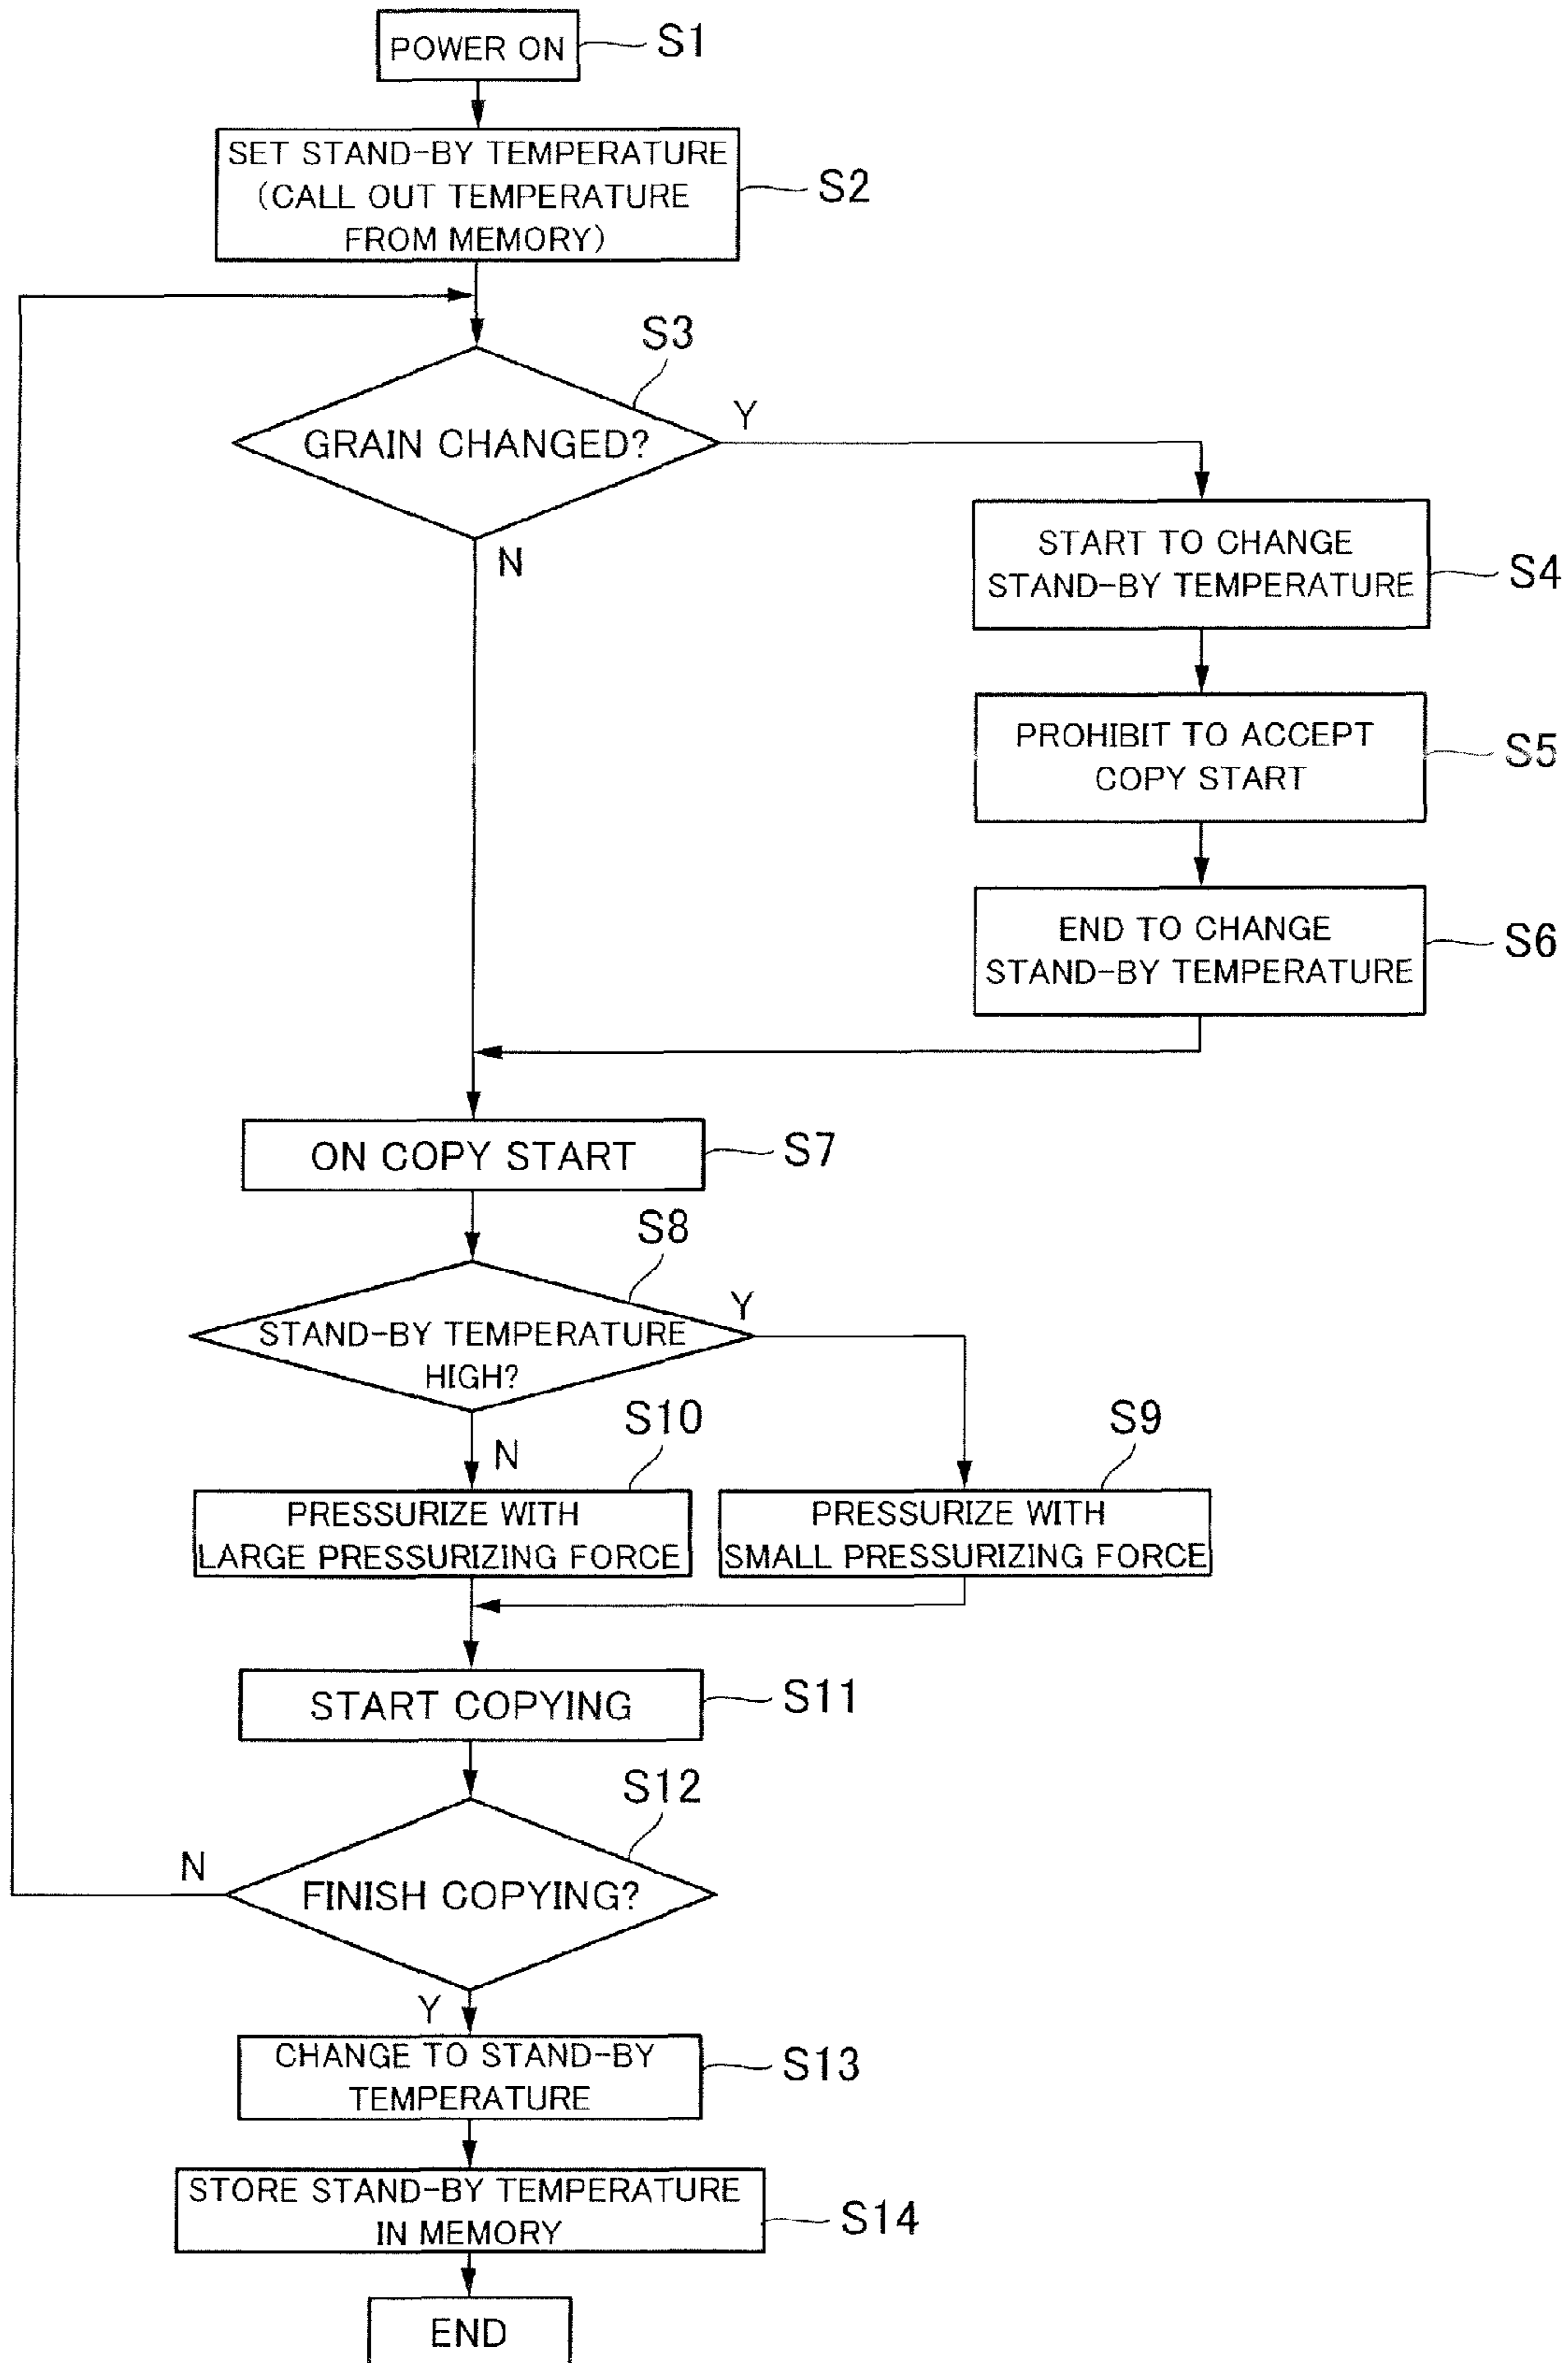 POWER ON
S1
SET STAND-BY TEMPERATURE
(CALL OUT TEMPERATURE
FROM MEMORY)
S2
S3
GRAIN CHANGED?
Y
N
START TO CHANGE
STAND-BY TEMPERATURE
S4
PROHIBIT TO ACCEPT
COPY START
S5
END TO CHANGE
STAND-BY TEMPERATURE
S6
ON COPY START
S7
S8
STAND-BY TEMPERATURE
HIGH?
Y
N
S10
PRESSURIZE WITH
LARGE PRESSURIZING FORCE
S9
PRESSURIZE WITH
SMALL PRESSURIZING FORCE
START COPYING
S11
S12
FINISH COPYING?
N
Y
CHANGE TO STAND-BY
TEMPERATURE
S13
STORE STAND-BY TEMPERATURE
IN MEMORY
S14
END